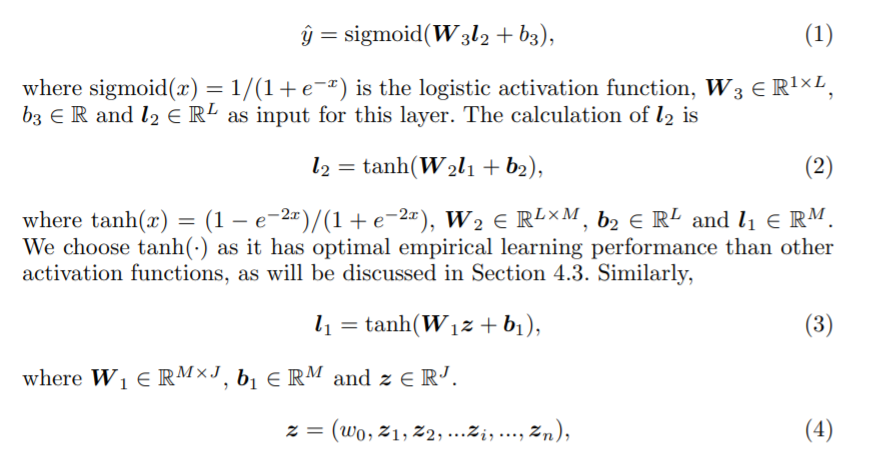 ŷ = sigmoid(W₃l₂ + b₃), (1)
where sigmoid(x) = 1/(1 + e⁻ˣ) is the logistic activation function, W₃ ∈ ℝ^{1×L},
b₃ ∈ ℝ and l₂ ∈ ℝ^L as input for this layer. The calculation of l₂ is
l₂ = tanh(W₂l₁ + b₂), (2)
where tanh(x) = (1 − e^{−2x})/(1 + e^{−2x}), W₂ ∈ ℝ^{L×M}, b₂ ∈ ℝ^L and l₁ ∈ ℝ^M.
We choose tanh(·) as it has optimal empirical learning performance than other
activation functions, as will be discussed in Section 4.3. Similarly,
l₁ = tanh(W₁z + b₁), (3)
where W₁ ∈ ℝ^{M×J}, b₁ ∈ ℝ^M and z ∈ ℝ^J.
z = (w₀, z₁, z₂, ...zᵢ, ..., zₙ), (4)